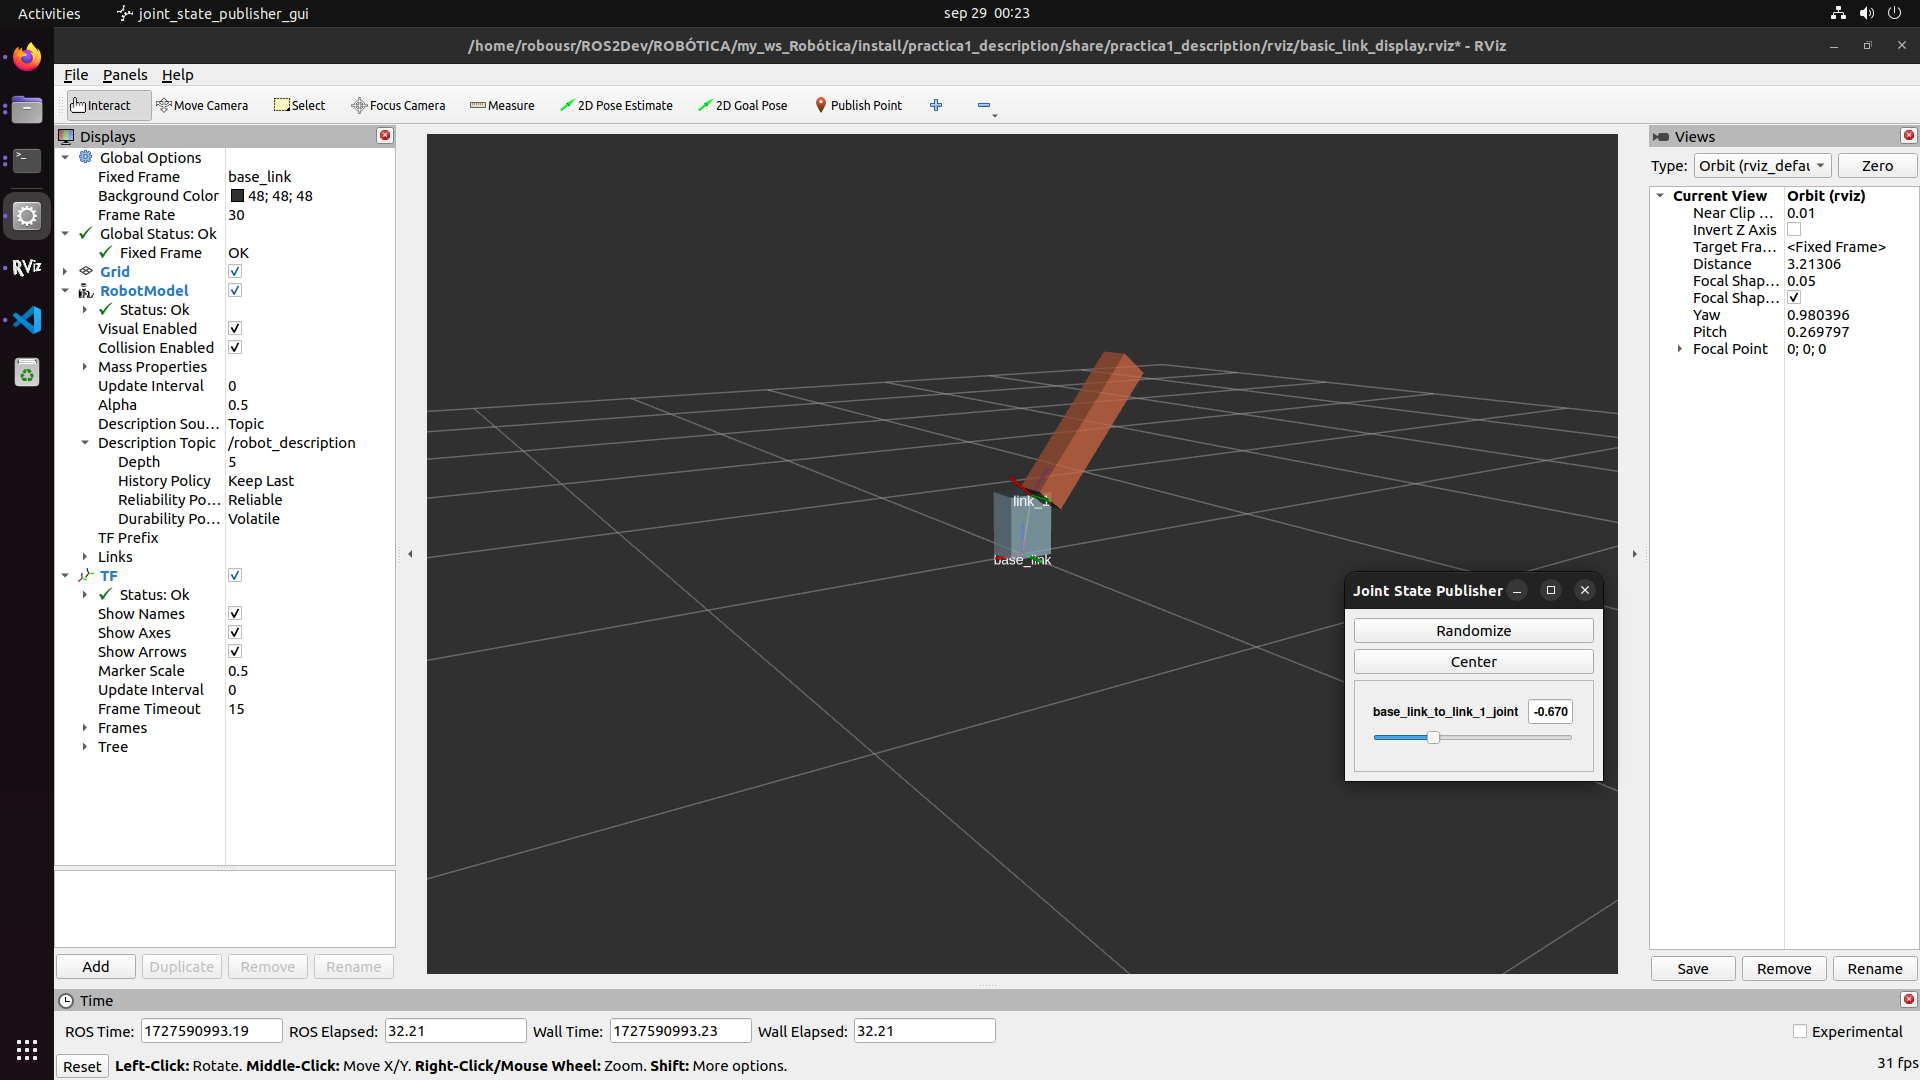 Activities
joint_state_publisher_gui
sep 29 00:23
/home/robousr/ROS2Dev/ROBÓTICA/my_ws_Robótica/install/practica1_description/share/practica1_description/rviz/basic_link_display.rviz* - RViz
File Panels Help
Interact Move Camera Select Focus Camera Measure 2D Pose Estimate 2D Goal Pose Publish Point
Displays
Global Options
Fixed Frame base_link
Background Color 48; 48; 48
Frame Rate 30
Global Status: Ok
Fixed Frame OK
Grid
RobotModel
Status: Ok
Visual Enabled
Collision Enabled
Mass Properties
Update Interval 0
Alpha 0.5
Description Sou... Topic
Description Topic /robot_description
Depth 5
History Policy Keep Last
Reliability Po... Reliable
Durability Po... Volatile
TF Prefix
Links
TF
Status: Ok
Show Names
Show Axes
Show Arrows
Marker Scale 0.5
Update Interval 0
Frame Timeout 15
Frames
Tree
Add Duplicate Remove Rename
link_1
base_link
Joint State Publisher
Randomize
Center
base_link_to_link_1_joint -0.670
Views
Type: Orbit (rviz_defau Zero
Current View Orbit (rviz)
Near Clip ... 0.01
Invert Z Axis
Target Fra... <Fixed Frame>
Distance 3.21306
Focal Shap... 0.05
Focal Shap...
Yaw 0.980396
Pitch 0.269797
Focal Point 0; 0; 0
Save Remove Rename
Time
ROS Time: 1727590993.19 ROS Elapsed: 32.21 Wall Time: 1727590993.23 Wall Elapsed: 32.21 Experimental
Reset Left-Click: Rotate. Middle-Click: Move X/Y. Right-Click/Mouse Wheel: Zoom. Shift: More options. 31 fps
RViz